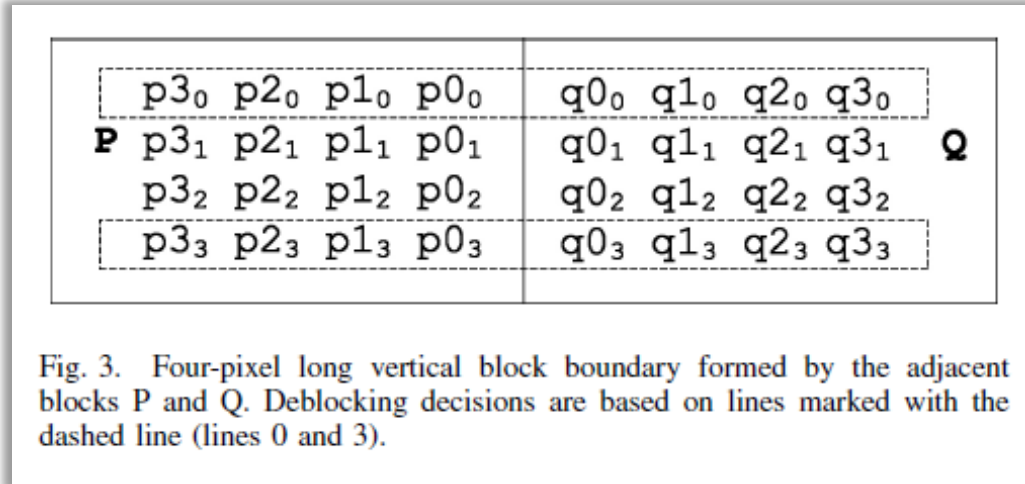 p3₀ p2₀ p1₀ p0₀ q0₀ q1₀ q2₀ q3₀
P p3₁ p2₁ p1₁ p0₁ q0₁ q1₁ q2₁ q3₁ Q
p3₂ p2₂ p1₂ p0₂ q0₂ q1₂ q2₂ q3₂
p3₃ p2₃ p1₃ p0₃ q0₃ q1₃ q2₃ q3₃
Fig. 3. Four-pixel long vertical block boundary formed by the adjacent
blocks P and Q. Deblocking decisions are based on lines marked with the
dashed line (lines 0 and 3).